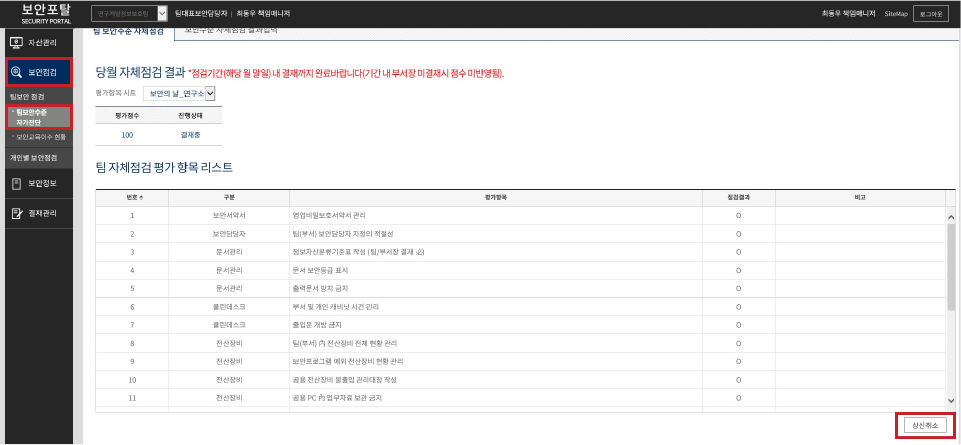 보안포탈
SECURITY PORTAL
연구개발정보보호팀
팀대표보안담당자 | 최동우 책임매니저
최동우 책임매니저 SiteMap 로그아웃
자산관리
보안점검
팀보안 점검
팀보안수준
자가진단
보안교육이수 현황
개인별 보안점검
보안정보
결재관리
팀 보안수준 자체점검 보안수준 자체점검 결과입력
당월 자체점검 결과 *점검기간(해당 월 말일) 내 결재까지 완료바랍니다(기간 내 부서장 미결재시 점수 미반영됨).
평가항목 시트 보안의 날_연구소
평가점수 진행상태
100 결재중
팀 자체점검 평가 항목 리스트
번호 구분 평가항목 점검결과 비고
1 보안서약서 영업비밀보호서약서 관리 O
2 보안담당자 팀(부서) 보안담당자 지정의 적절성 O
3 문서관리 정보자산분류기준표 작성 (팀/부서장 결재 必) O
4 문서관리 문서 보안등급 표시 O
5 문서관리 출력문서 방치 금지 O
6 클린데스크 부서 및 개인 캐비닛 시건 관리 O
7 클린데스크 출입문 개방 금지 O
8 전산장비 팀(부서) 內 전산장비 전체 현황 관리 O
9 전산장비 보안프로그램 예외 전산장비 현황 관리 O
10 전산장비 공용 전산장비 불출입 관리대장 작성 O
11 전산장비 공용 PC 內 업무자료 보관 금지 O
상신취소